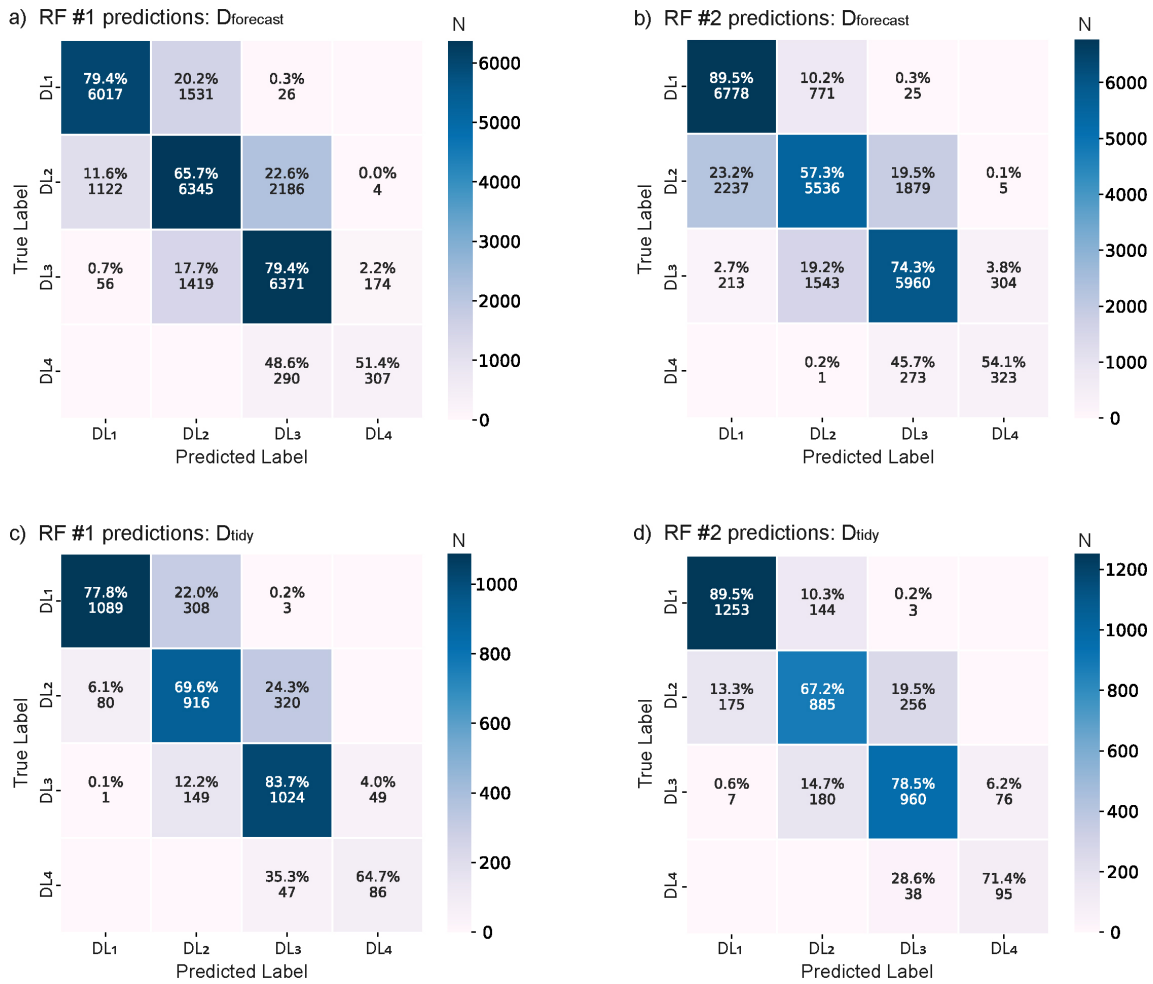 a) RF #1 predictions: Dforecast
N
DL₁
79.4% 20.2% 0.3%
6017 1531 26
DL₂
11.6% 65.7% 22.6% 0.0%
1122 6345 2186 4
DL₃
0.7% 17.7% 79.4% 2.2%
56 1419 6371 174
DL₄
48.6% 51.4%
290 307
True Label
DL₁ DL₂ DL₃ DL₄
Predicted Label
6000
5000
4000
3000
2000
1000
0
b) RF #2 predictions: Dforecast
N
DL₁
89.5% 10.2% 0.3%
6778 771 25
DL₂
23.2% 57.3% 19.5% 0.1%
2237 5536 1879 5
DL₃
2.7% 19.2% 74.3% 3.8%
213 1543 5960 304
DL₄
0.2% 45.7% 54.1%
1 273 323
True Label
DL₁ DL₂ DL₃ DL₄
Predicted Label
6000
5000
4000
3000
2000
1000
0
c) RF #1 predictions: Dtidy
N
DL₁
77.8% 22.0% 0.2%
1089 308 3
DL₂
6.1% 69.6% 24.3%
80 916 320
DL₃
0.1% 12.2% 83.7% 4.0%
1 149 1024 49
DL₄
35.3% 64.7%
47 86
True Label
DL₁ DL₂ DL₃ DL₄
Predicted Label
1000
800
600
400
200
0
d) RF #2 predictions: Dtidy
N
DL₁
89.5% 10.3% 0.2%
1253 144 3
DL₂
13.3% 67.2% 19.5%
175 885 256
DL₃
0.6% 14.7% 78.5% 6.2%
7 180 960 76
DL₄
28.6% 71.4%
38 95
True Label
DL₁ DL₂ DL₃ DL₄
Predicted Label
1200
1000
800
600
400
200
0